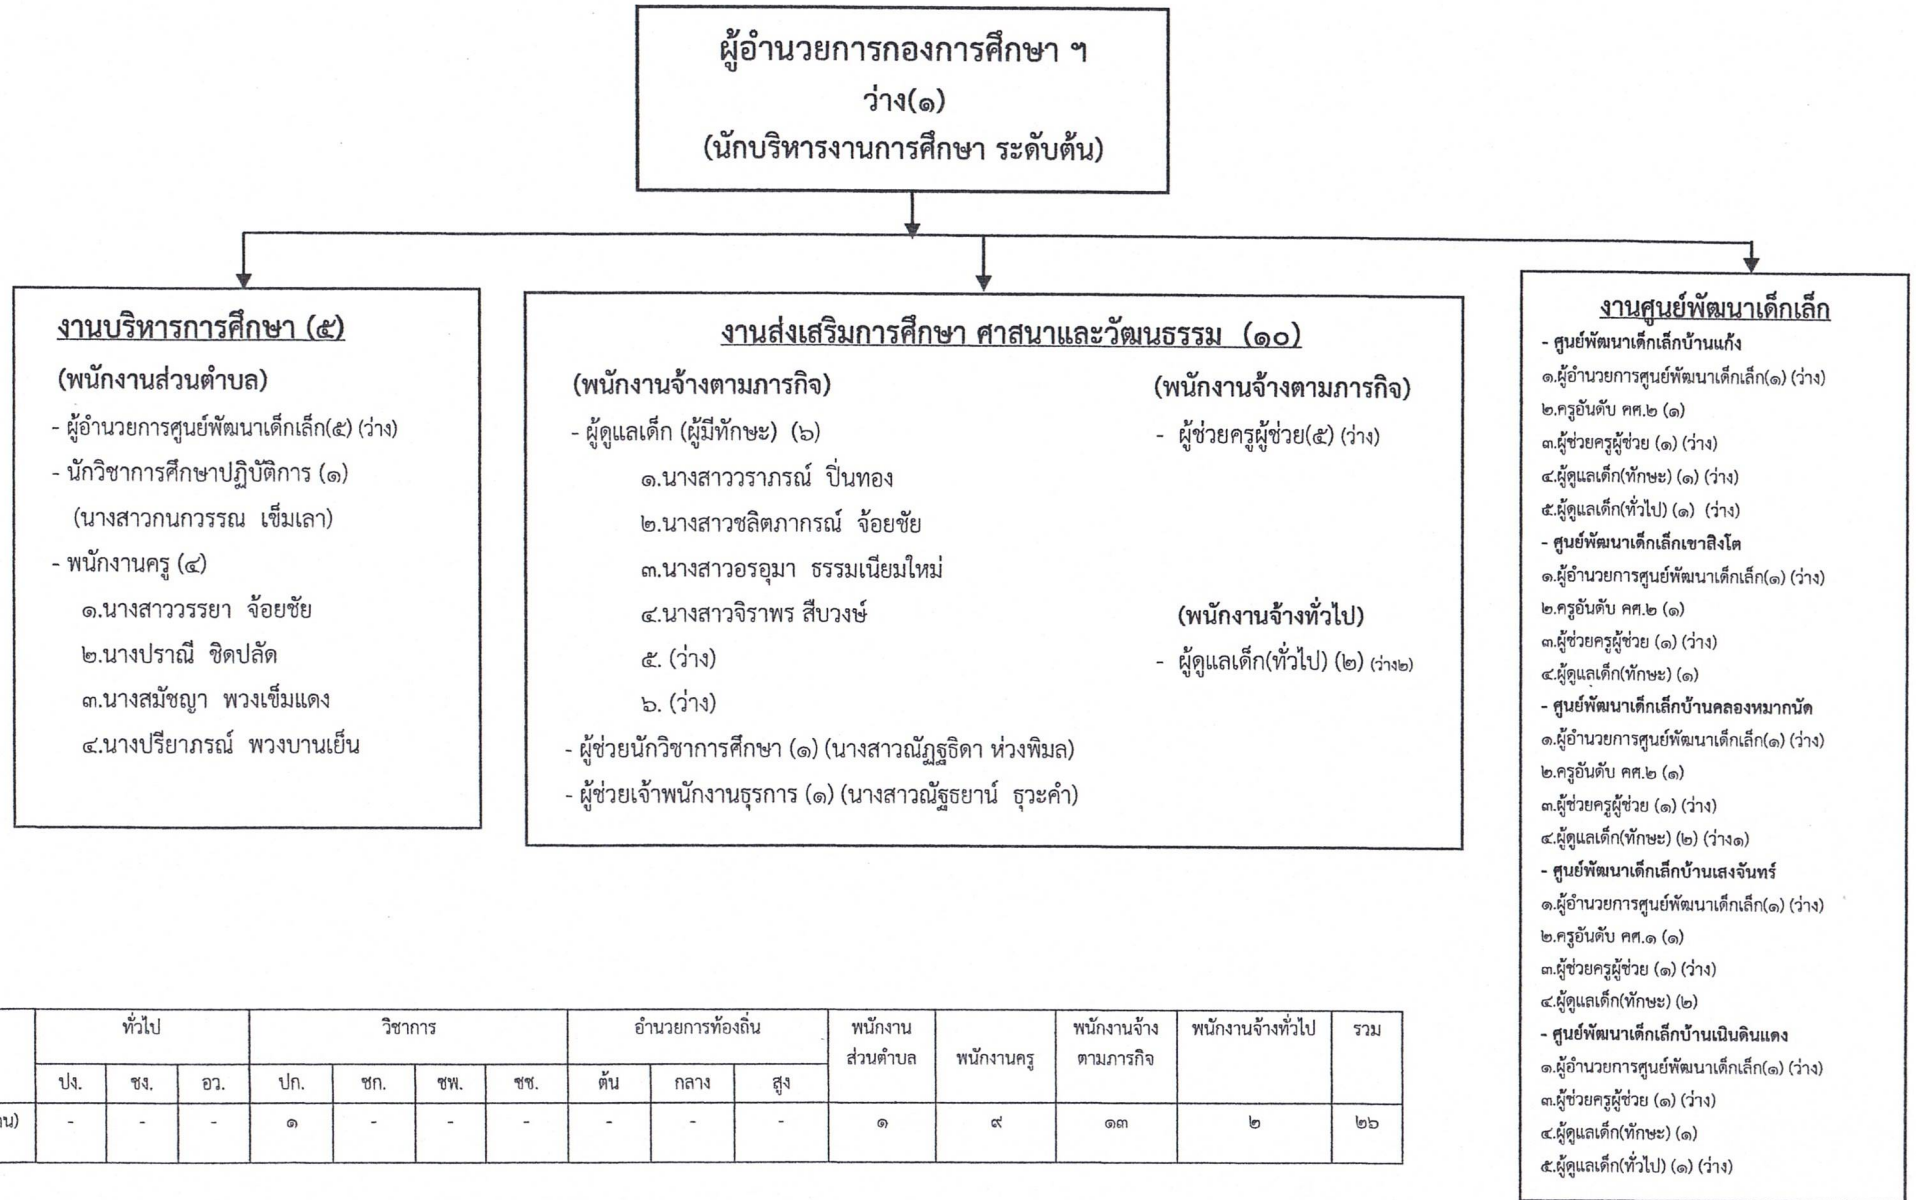 ผู้อำนวยการกองการศึกษา ฯ
ว่าง(๑)
(นักบริหารงานการศึกษา ระดับต้น)
งานบริหารการศึกษา (๕)
(พนักงานส่วนตำบล)
- ผู้อำนวยการศูนย์พัฒนาเด็กเล็ก(๕) (ว่าง)
- นักวิชาการศึกษาปฏิบัติการ (๑)
(นางสาวกนกวรรณ เข็มเลา)
- พนักงานครู (๔)
๑.นางสาววรรยา จ้อยชัย
๒.นางปราณี ชิดปลัด
๓.นางสมัชญา พวงเข็มแดง
๔.นางปรียาภรณ์ พวงบานเย็น
งานส่งเสริมการศึกษา ศาสนาและวัฒนธรรม (๑๐)
(พนักงานจ้างตามภารกิจ)
- ผู้ดูแลเด็ก (ผู้มีทักษะ) (๖)
๑.นางสาววราภรณ์ ปิ่นทอง
๒.นางสาวชลิตภากรณ์ จ้อยชัย
๓.นางสาวอรอุมา ธรรมเนียมใหม่
๔.นางสาวจิราพร สืบวงษ์
๕. (ว่าง)
๖. (ว่าง)
- ผู้ช่วยนักวิชาการศึกษา (๑) (นางสาวณัฏฐธิดา ห่วงพิมล)
- ผู้ช่วยเจ้าพนักงานธุรการ (๑) (นางสาวณัฐธยาน์ ธุวะคำ)
(พนักงานจ้างตามภารกิจ)
- ผู้ช่วยครูผู้ช่วย(๕) (ว่าง)
(พนักงานจ้างทั่วไป)
- ผู้ดูแลเด็ก(ทั่วไป) (๒) (ว่าง๒)
งานศูนย์พัฒนาเด็กเล็ก
- ศูนย์พัฒนาเด็กเล็กบ้านแก้ง
๑.ผู้อำนวยการศูนย์พัฒนาเด็กเล็ก(๑) (ว่าง)
๒.ครูอันดับ คศ.๒ (๑)
๓.ผู้ช่วยครูผู้ช่วย (๑) (ว่าง)
๔.ผู้ดูแลเด็ก(ทักษะ) (๑) (ว่าง)
๕.ผู้ดูแลเด็ก(ทั่วไป) (๑) (ว่าง)
- ศูนย์พัฒนาเด็กเล็กเขาสิงโต
๑.ผู้อำนวยการศูนย์พัฒนาเด็กเล็ก(๑) (ว่าง)
๒.ครูอันดับ คศ.๒ (๑)
๓.ผู้ช่วยครูผู้ช่วย (๑) (ว่าง)
๔.ผู้ดูแลเด็ก(ทักษะ) (๑)
- ศูนย์พัฒนาเด็กเล็กบ้านคลองหมากนัด
๑.ผู้อำนวยการศูนย์พัฒนาเด็กเล็ก(๑) (ว่าง)
๒.ครูอันดับ คศ.๒ (๑)
๓.ผู้ช่วยครูผู้ช่วย (๑) (ว่าง)
๔.ผู้ดูแลเด็ก(ทักษะ) (๒) (ว่าง๑)
- ศูนย์พัฒนาเด็กเล็กบ้านเสงจันทร์
๑.ผู้อำนวยการศูนย์พัฒนาเด็กเล็ก(๑) (ว่าง)
๒.ครูอันดับ คศ.๑ (๑)
๓.ผู้ช่วยครูผู้ช่วย (๑) (ว่าง)
๔.ผู้ดูแลเด็ก(ทักษะ) (๒)
- ศูนย์พัฒนาเด็กเล็กบ้านเนินดินแดง
๑.ผู้อำนวยการศูนย์พัฒนาเด็กเล็ก(๑) (ว่าง)
๓.ผู้ช่วยครูผู้ช่วย (๑) (ว่าง)
๔.ผู้ดูแลเด็ก(ทักษะ) (๑)
๕.ผู้ดูแลเด็ก(ทั่วไป) (๑) (ว่าง)
ทั่วไป วิชาการ อำนวยการท้องถิ่น พนักงานส่วนตำบล พนักงานครู พนักงานจ้างตามภารกิจ พนักงานจ้างทั่วไป รวม
ปง. ชง. อว. ปก. ชก. ชพ. ชช. ต้น กลาง สูง
- - - ๑ - - - - - - ๑ ๙ ๑๓ ๒ ๒๖